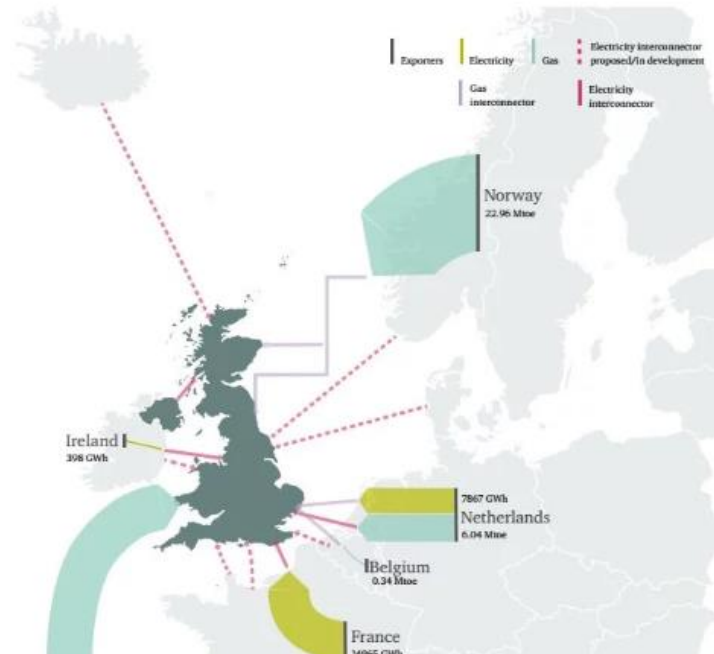 Exporters
Electricity
Gas
Electricity interconnector
proposed/in development
Gas
interconnector
Electricity
interconnector
Norway
22.96 Mtoe
Ireland
398 GWh
7867 GWh
Netherlands
6.04 Mtoe
Belgium
0.34 Mtoe
France